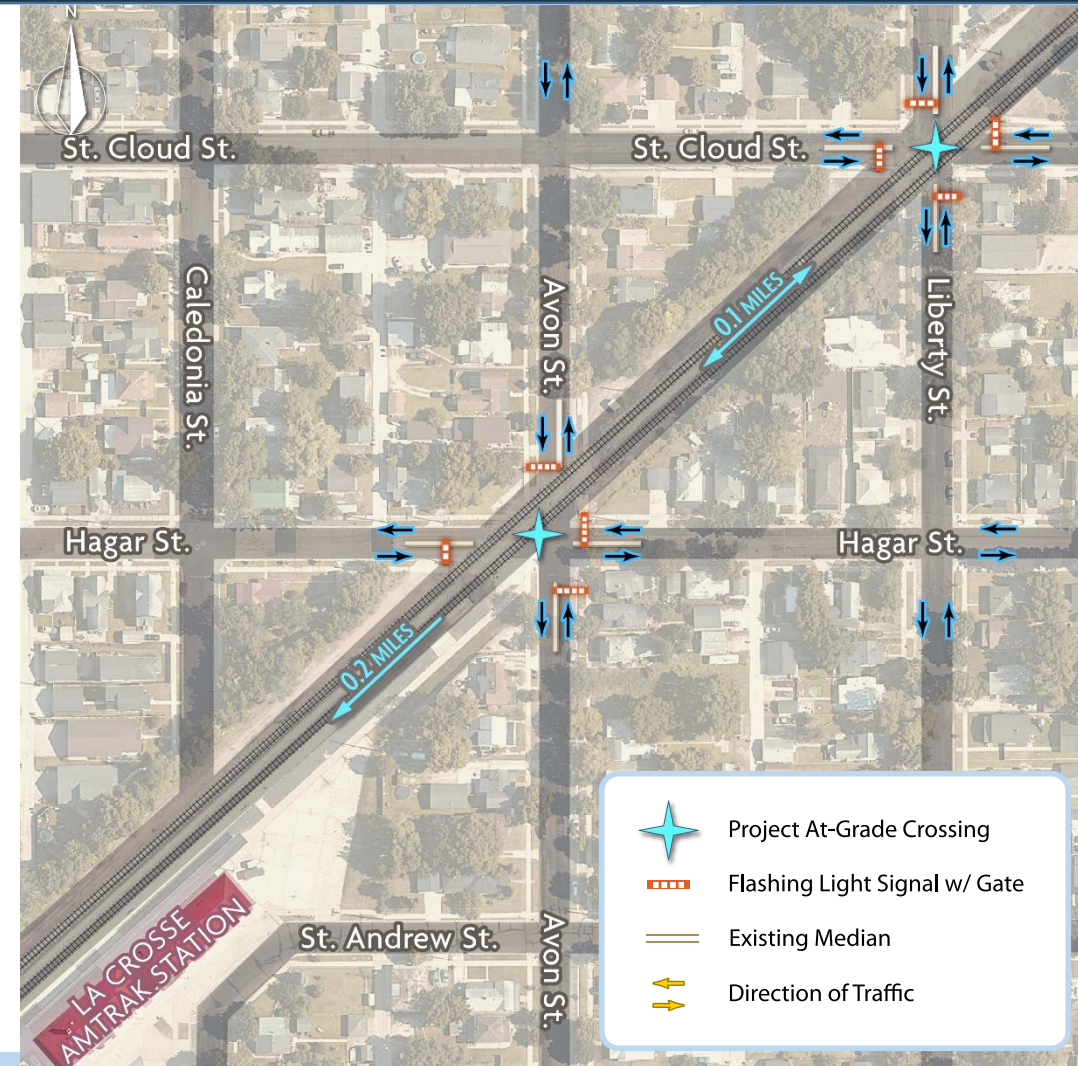 N
St. Cloud St.
St. Cloud St.
Caledonia St.
Avon St.
Liberty St.
0.1 MILES
Hagar St.
Hagar St.
0.2 MILES
LA CROSSE
AMTRAK STATION
St. Andrew St.
Avon St.
Project At-Grade Crossing
Flashing Light Signal w/ Gate
Existing Median
Direction of Traffic